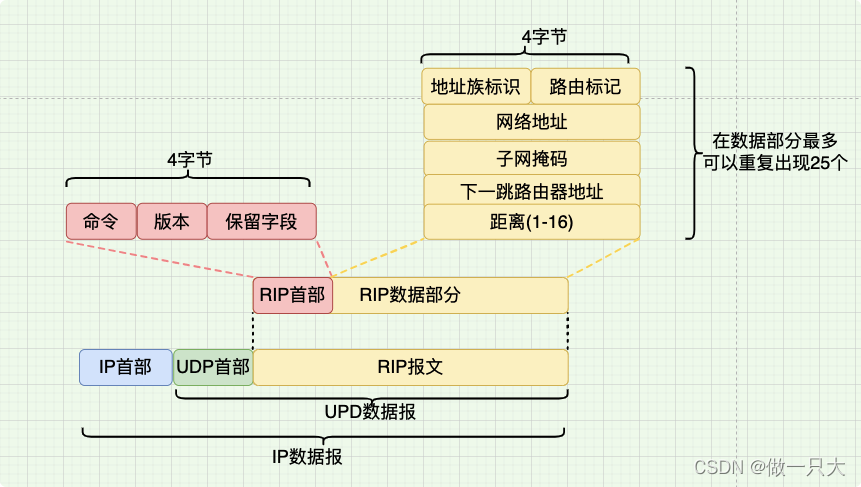 4字节
地址族标识 路由标记
网络地址
子网掩码
下一跳路由器地址
距离(1-16)
在数据部分最多
可以重复出现25个
4字节
命令 版本 保留字段
RIP首部 RIP数据部分
IP首部 UDP首部 RIP报文
UPD数据报
IP数据报
CSDN @做一只大